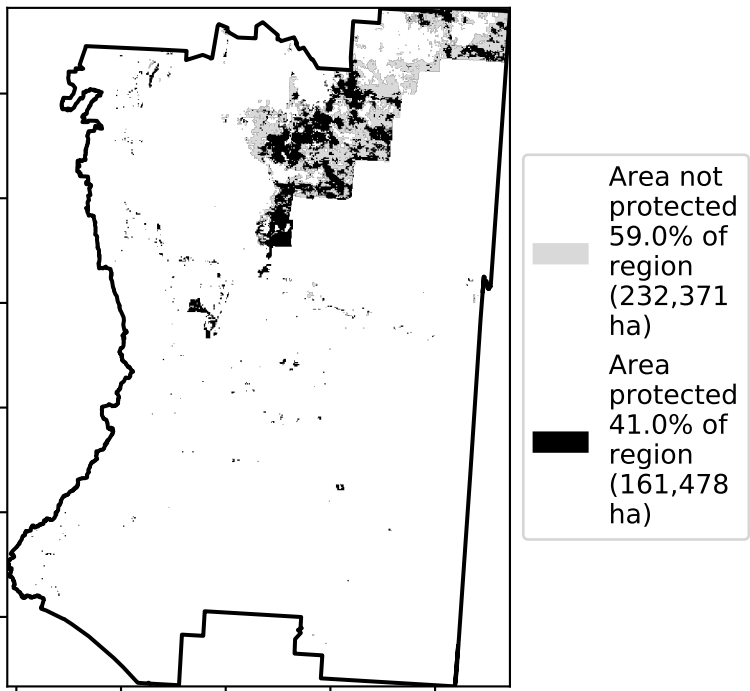 Area not
protected
59.0% of
region
(232,371
ha)
Area
protected
41.0% of
region
(161,478
ha)